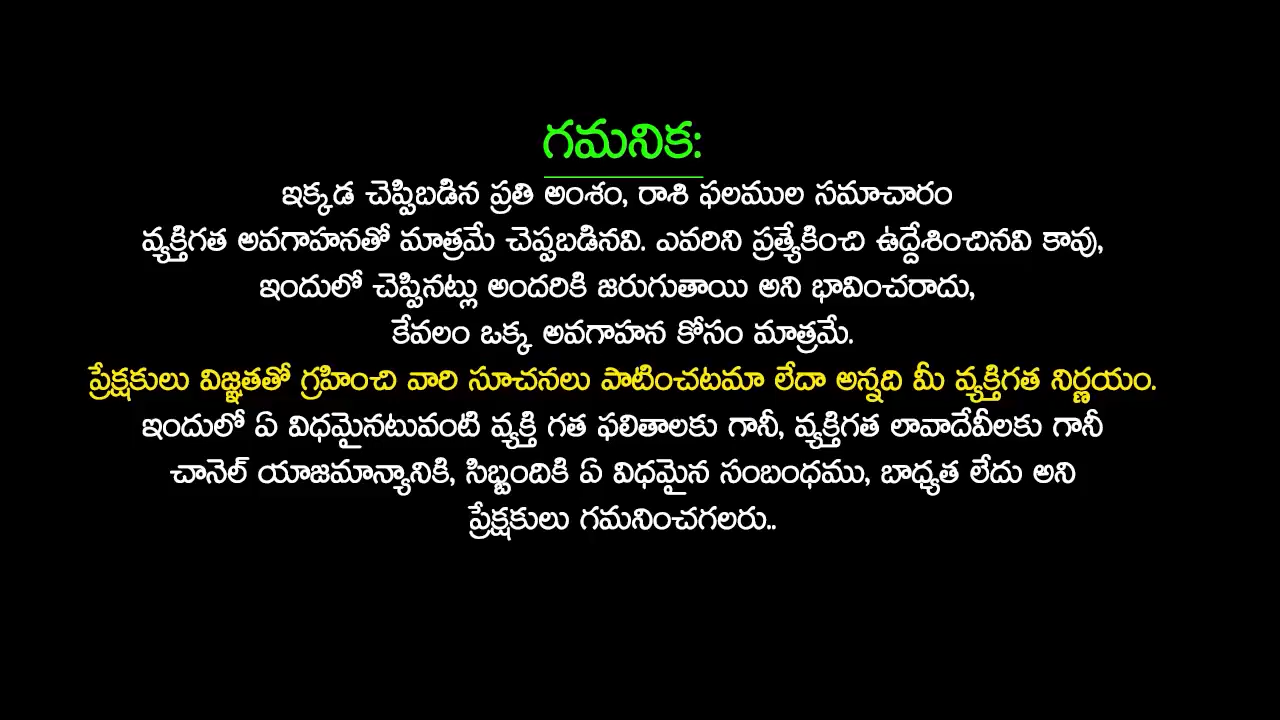 గమనిక:
ఇక్కడ చెప్పిబడిన ప్రతి అంశం, రాశి ఫలముల సమాచారం
వ్యక్తిగత అవగాహనతో మాత్రమే చెప్పబడినవి. ఎవరిని ప్రత్యేకించి ఉద్దేశించినవి కావు,
ఇందులో చెప్పినట్లు అందరికి జరుగుతాయి అని భావించరాదు,
కేవలం ఒక్క అవగాహన కోసం మాత్రమే.
ప్రేక్షకులు విజ్ఞతతో గ్రహించి వారి సూచనలు పాటించటమా లేదా అన్నది మీ వ్యక్తిగత నిర్ణయం.
ఇందులో ఏ విధమైనటువంటి వ్యక్తి గత ఫలితాలకు గానీ, వ్యక్తిగత లావాదేవీలకు గానీ
చానెల్ యాజమాన్యానికి, సిబ్బందికి ఏ విధమైన సంబంధము, బాధ్యత లేదు అని
ప్రేక్షకులు గమనించగలరు..